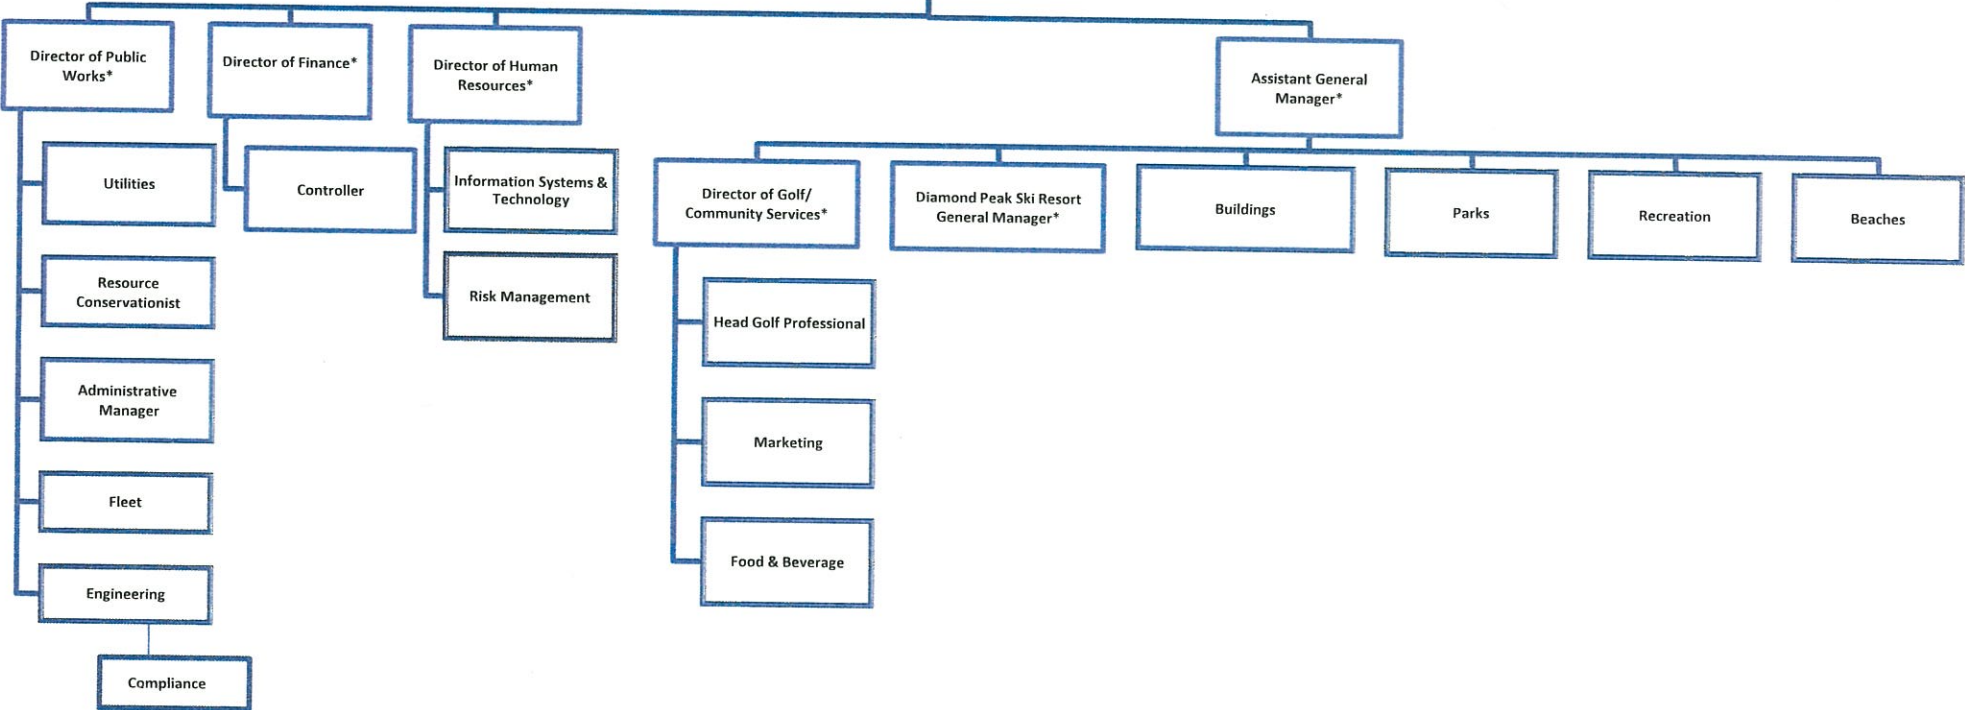 Director of Public
Works*
Director of Finance*
Director of Human
Resources*
Assistant General
Manager*
Utilities
Controller
Information Systems &
Technology
Director of Golf/
Community Services*
Diamond Peak Ski Resort
General Manager*
Buildings
Parks
Recreation
Beaches
Resource
Conservationist
Risk Management
Head Golf Professional
Administrative
Manager
Marketing
Fleet
Food & Beverage
Engineering
Compliance